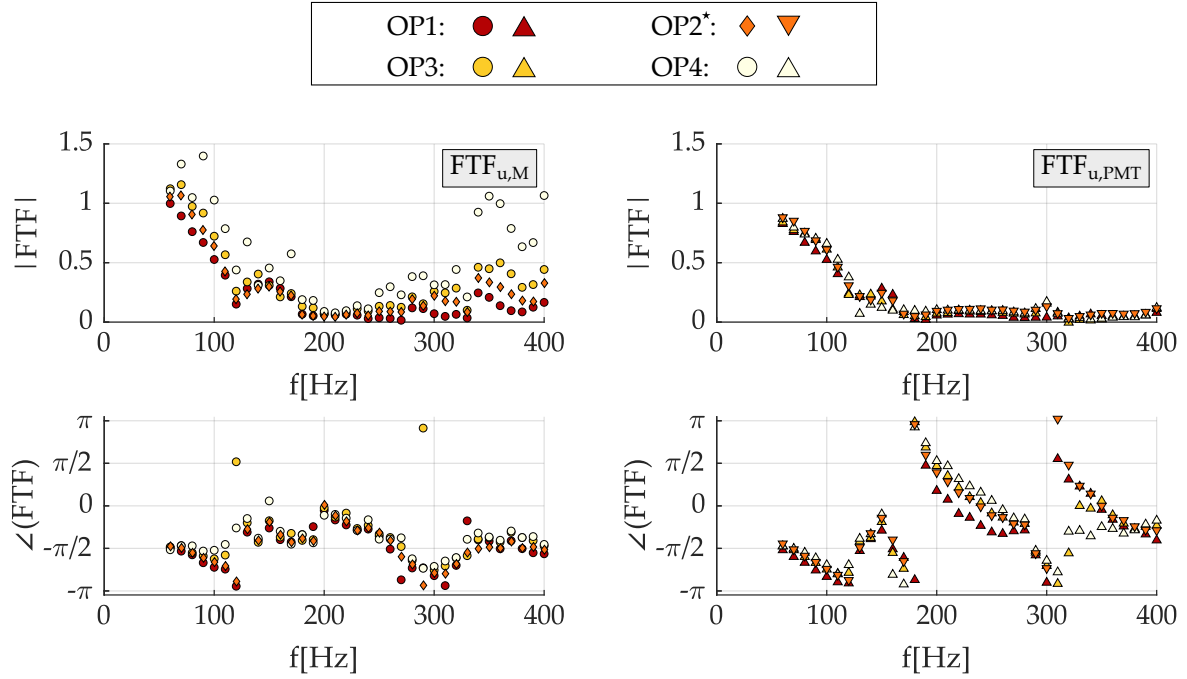 OP1: OP2★:
OP3: OP4:
1.5 1.5
FTF_u,M FTF_u,PMT
1 1
|FTF| |FTF|
0.5 0.5
0 0
0 100 200 300 400 0 100 200 300 400
f[Hz] f[Hz]
π π
π/2 π/2
∠(FTF) ∠(FTF)
0 0
-π/2 -π/2
-π -π
0 100 200 300 400 0 100 200 300 400
f[Hz] f[Hz]